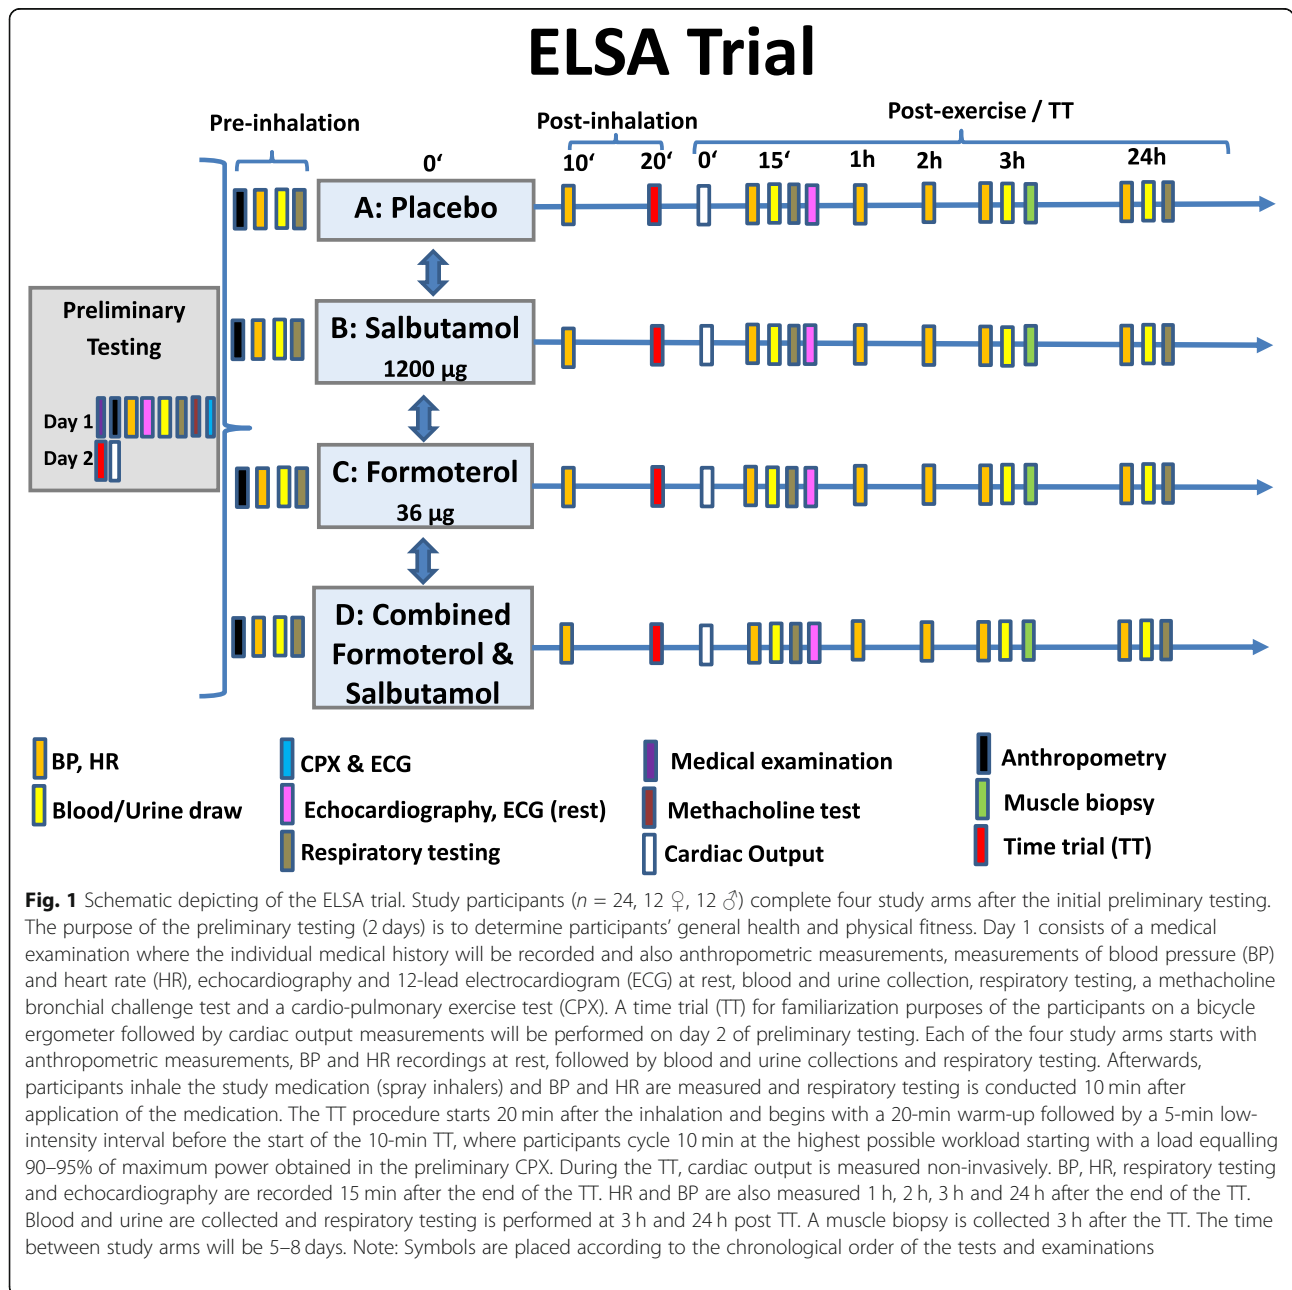 ELSA Trial
Pre-inhalation
Post-inhalation
Post-exercise / TT
0‘
10‘
20‘
0‘
15‘
1h
2h
3h
24h
A: Placebo
B: Salbutamol
1200 µg
Preliminary
Testing
Day 1
Day 2
C: Formoterol
36 µg
D: Combined
Formoterol &
Salbutamol
BP, HR
Blood/Urine draw
CPX & ECG
Echocardiography, ECG (rest)
Respiratory testing
Medical examination
Methacholine test
Cardiac Output
Anthropometry
Muscle biopsy
Time trial (TT)
Fig. 1 Schematic depicting of the ELSA trial. Study participants (n = 24, 12 ♀, 12 ♂) complete four study arms after the initial preliminary testing.
The purpose of the preliminary testing (2 days) is to determine participants’ general health and physical fitness. Day 1 consists of a medical
examination where the individual medical history will be recorded and also anthropometric measurements, measurements of blood pressure (BP)
and heart rate (HR), echocardiography and 12-lead electrocardiogram (ECG) at rest, blood and urine collection, respiratory testing, a methacholine
bronchial challenge test and a cardio-pulmonary exercise test (CPX). A time trial (TT) for familiarization purposes of the participants on a bicycle
ergometer followed by cardiac output measurements will be performed on day 2 of preliminary testing. Each of the four study arms starts with
anthropometric measurements, BP and HR recordings at rest, followed by blood and urine collections and respiratory testing. Afterwards,
participants inhale the study medication (spray inhalers) and BP and HR are measured and respiratory testing is conducted 10 min after
application of the medication. The TT procedure starts 20 min after the inhalation and begins with a 20-min warm-up followed by a 5-min low-
intensity interval before the start of the 10-min TT, where participants cycle 10 min at the highest possible workload starting with a load equalling
90–95% of maximum power obtained in the preliminary CPX. During the TT, cardiac output is measured non-invasively. BP, HR, respiratory testing
and echocardiography are recorded 15 min after the end of the TT. HR and BP are also measured 1 h, 2 h, 3 h and 24 h after the end of the TT.
Blood and urine are collected and respiratory testing is performed at 3 h and 24 h post TT. A muscle biopsy is collected 3 h after the TT. The time
between study arms will be 5–8 days. Note: Symbols are placed according to the chronological order of the tests and examinations